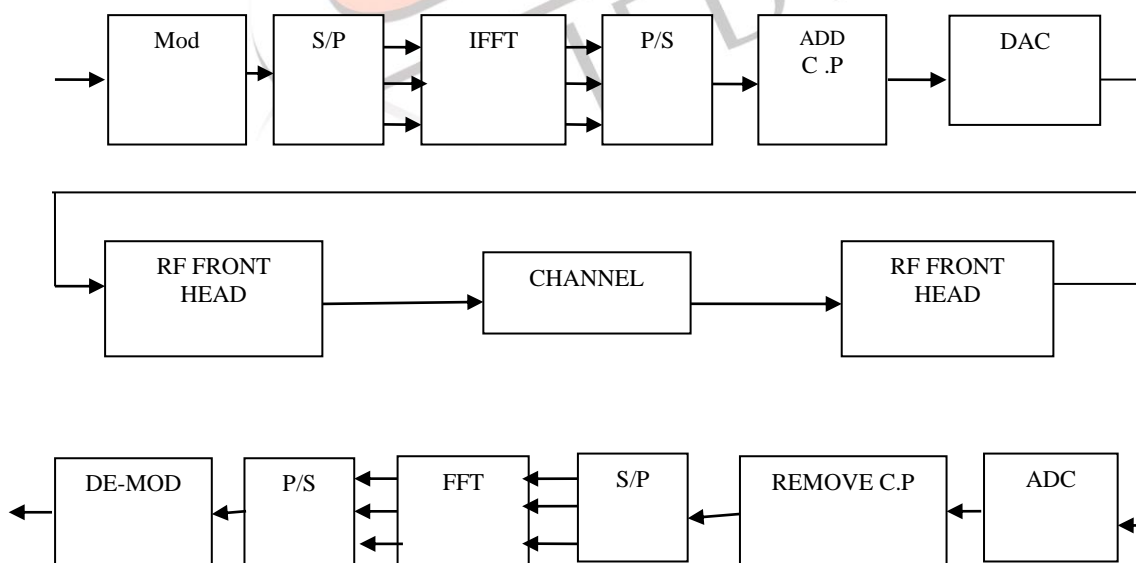 Mod
S/P
IFFT
P/S
ADD
C .P
DAC
RF FRONT
HEAD
CHANNEL
RF FRONT
HEAD
DE-MOD
P/S
FFT
S/P
REMOVE C.P
ADC